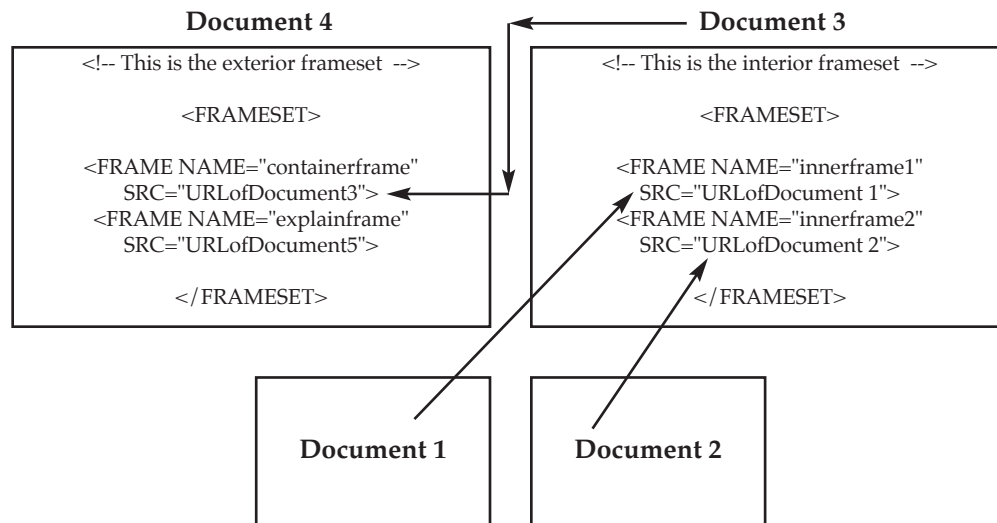 Document 4
<!-- This is the exterior frameset  -->
<FRAMESET>
<FRAME NAME="containerframe"
SRC="URLofDocument3">
<FRAME NAME="explainframe"
SRC="URLofDocument5">
</FRAMESET>
Document 3
<!-- This is the interior frameset  -->
<FRAMESET>
<FRAME NAME="innerframe1"
SRC="URLofDocument 1">
<FRAME NAME="innerframe2"
SRC="URLofDocument 2">
</FRAMESET>
Document 1
Document 2